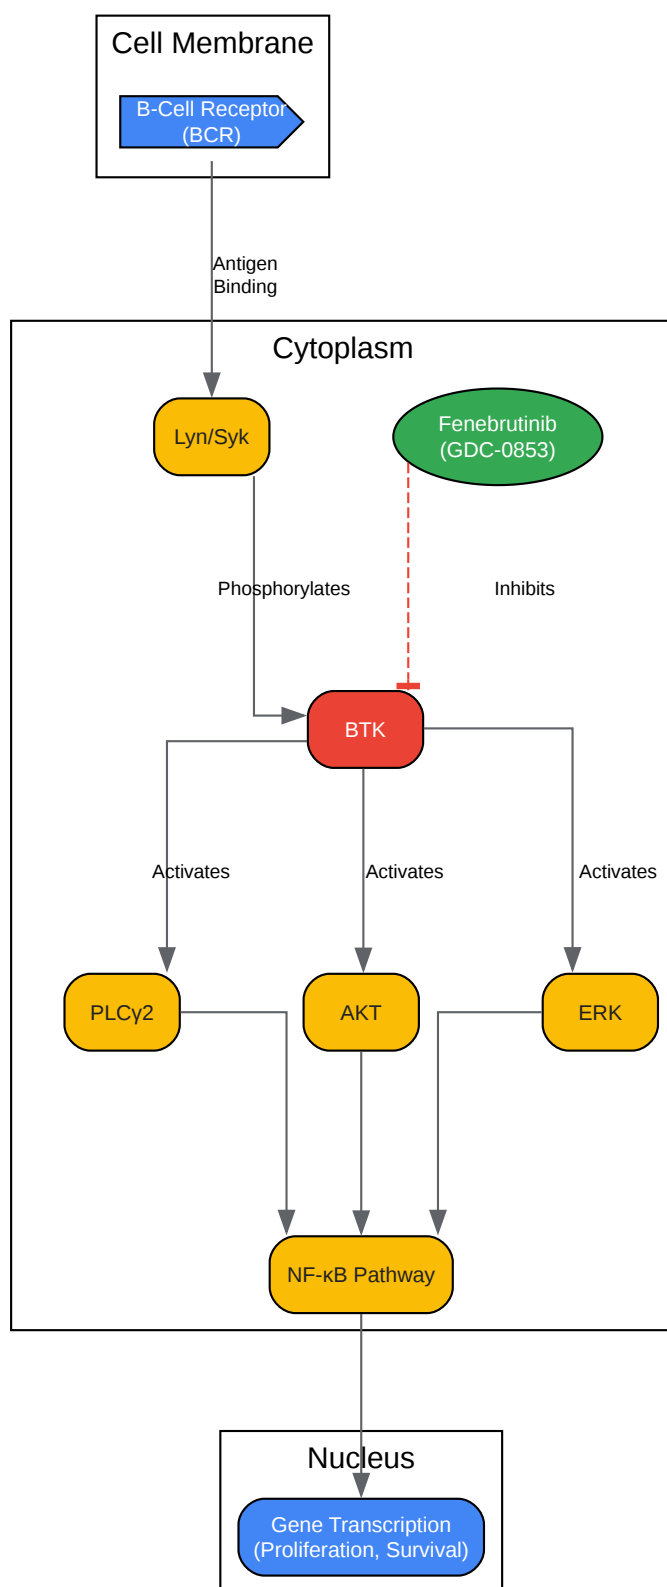 Cell Membrane
B-Cell Receptor
(BCR)
Antigen
Binding
Cytoplasm
Lyn/Syk
Fenebrutinib
(GDC-0853)
Phosphorylates
Inhibits
BTK
Activates
Activates
Activates
PLCγ2
AKT
ERK
NF-κB Pathway
Nucleus
Gene Transcription
(Proliferation, Survival)